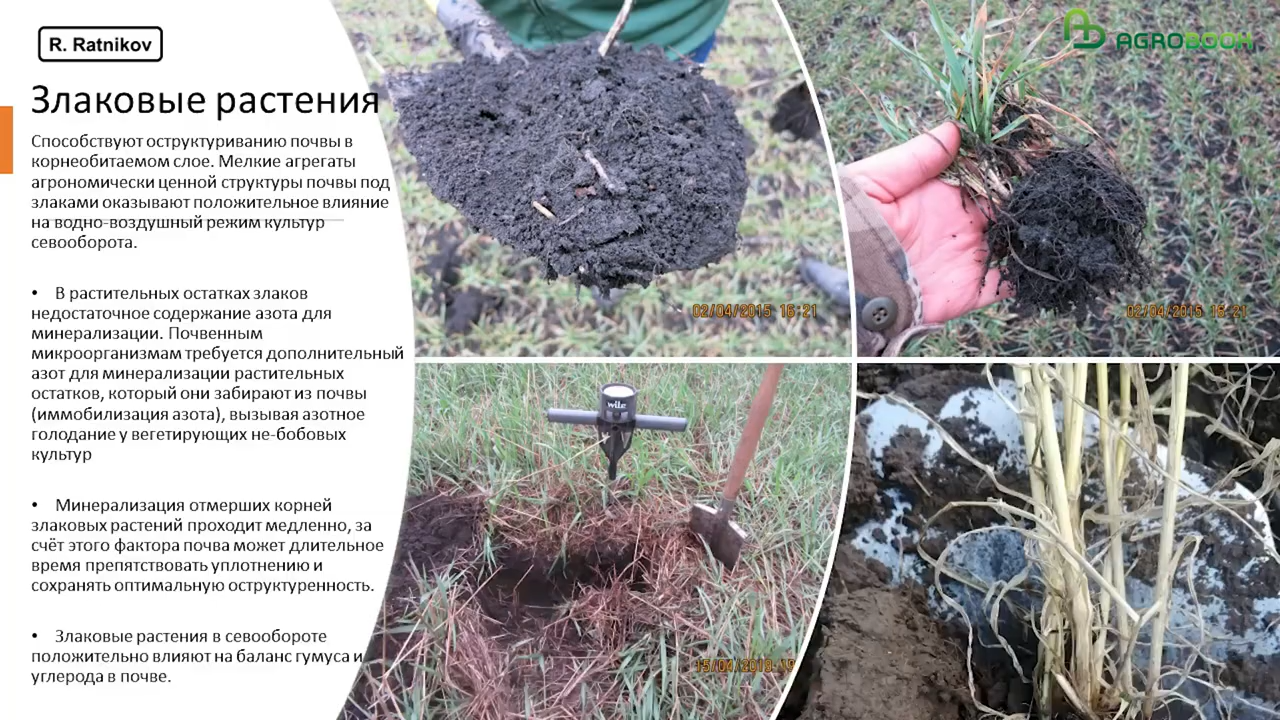 R. Ratnikov
AGROBOOK
Злаковые растения
Способствуют оструктуриванию почвы в
корнеобитаемом слое. Мелкие агрегаты
агрономически ценной структуры почвы под
злаками оказывают положительное влияние
на водно-воздушный режим культур
севооборота.
• В растительных остатках злаков
недостаточное содержание азота для
минерализации. Почвенным
микроорганизмам требуется дополнительный
азот для минерализации растительных
остатков, который они забирают из почвы
(иммобилизация азота), вызывая азотное
голодание у вегетирующих не-бобовых
культур
• Минерализация отмерших корней
злаковых растений проходит медленно, за
счёт этого фактора почва может длительное
время препятствовать уплотнению и
сохранять оптимальную оструктуренность.
• Злаковые растения в севообороте
положительно влияют на баланс гумуса и
углерода в почве.
02/04/2015 16:21
02/04/2015 16:21
wile